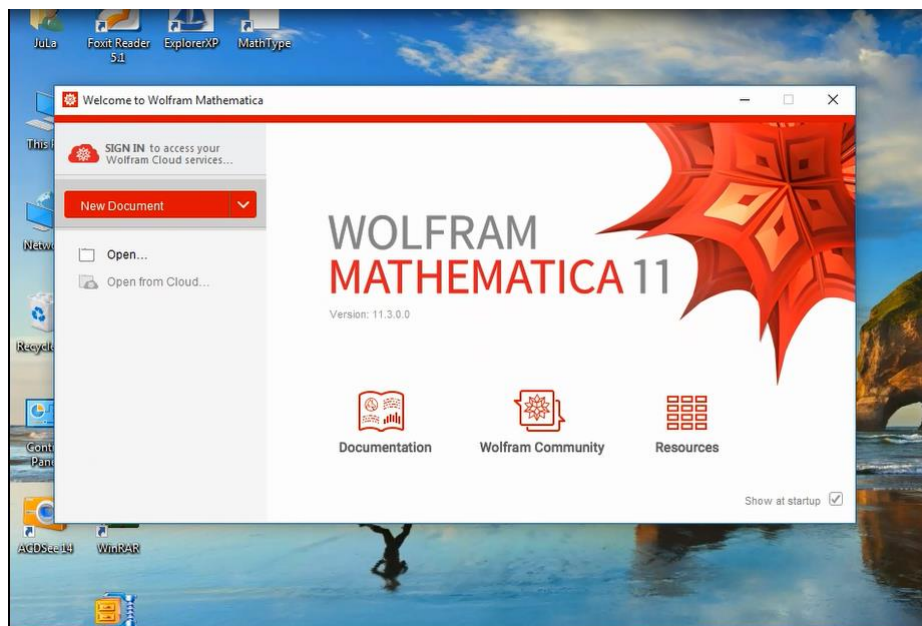 JuLa
Foxit Reader
5.1
ExplorerXP
MathType
Welcome to Wolfram Mathematica
This
SIGN IN to access your
Wolfram Cloud services...
New Document
Open...
Open from Cloud...
WOLFRAM
MATHEMATICA 11
Version: 11.3.0.0
Documentation
Wolfram Community
Resources
Show at startup
ACDSee 14
WinRAR